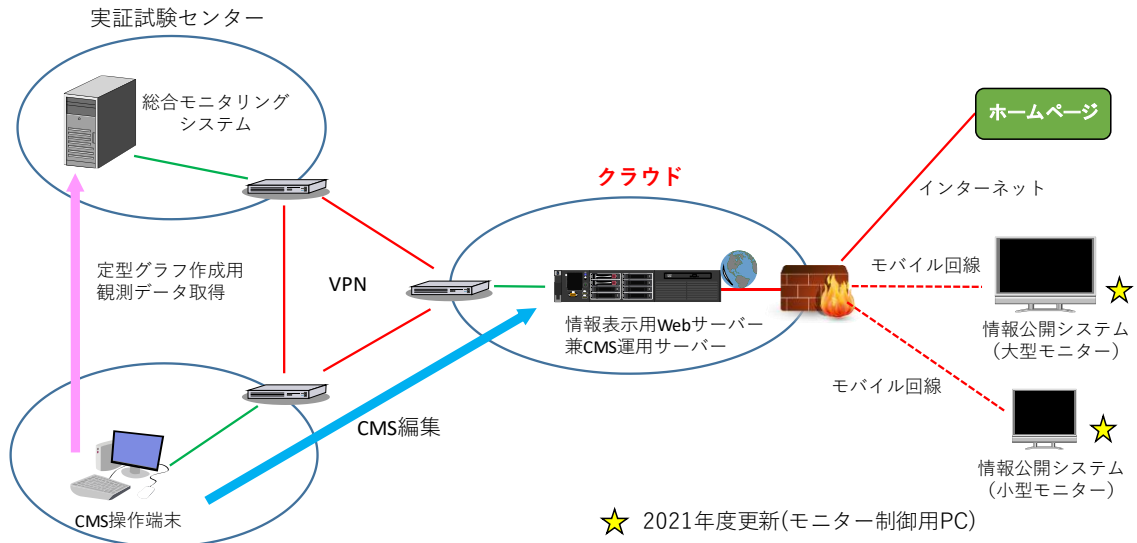 実証試験センター
総合モニタリング
システム
ホームページ
クラウド
インターネット
定型グラフ作成用
観測データ取得
VPN
モバイル回線
情報表示用Webサーバー
兼CMS運用サーバー
情報公開システム
（大型モニター）
モバイル回線
CMS編集
情報公開システム
（小型モニター）
CMS操作端末
2021年度更新(モニター制御用PC)